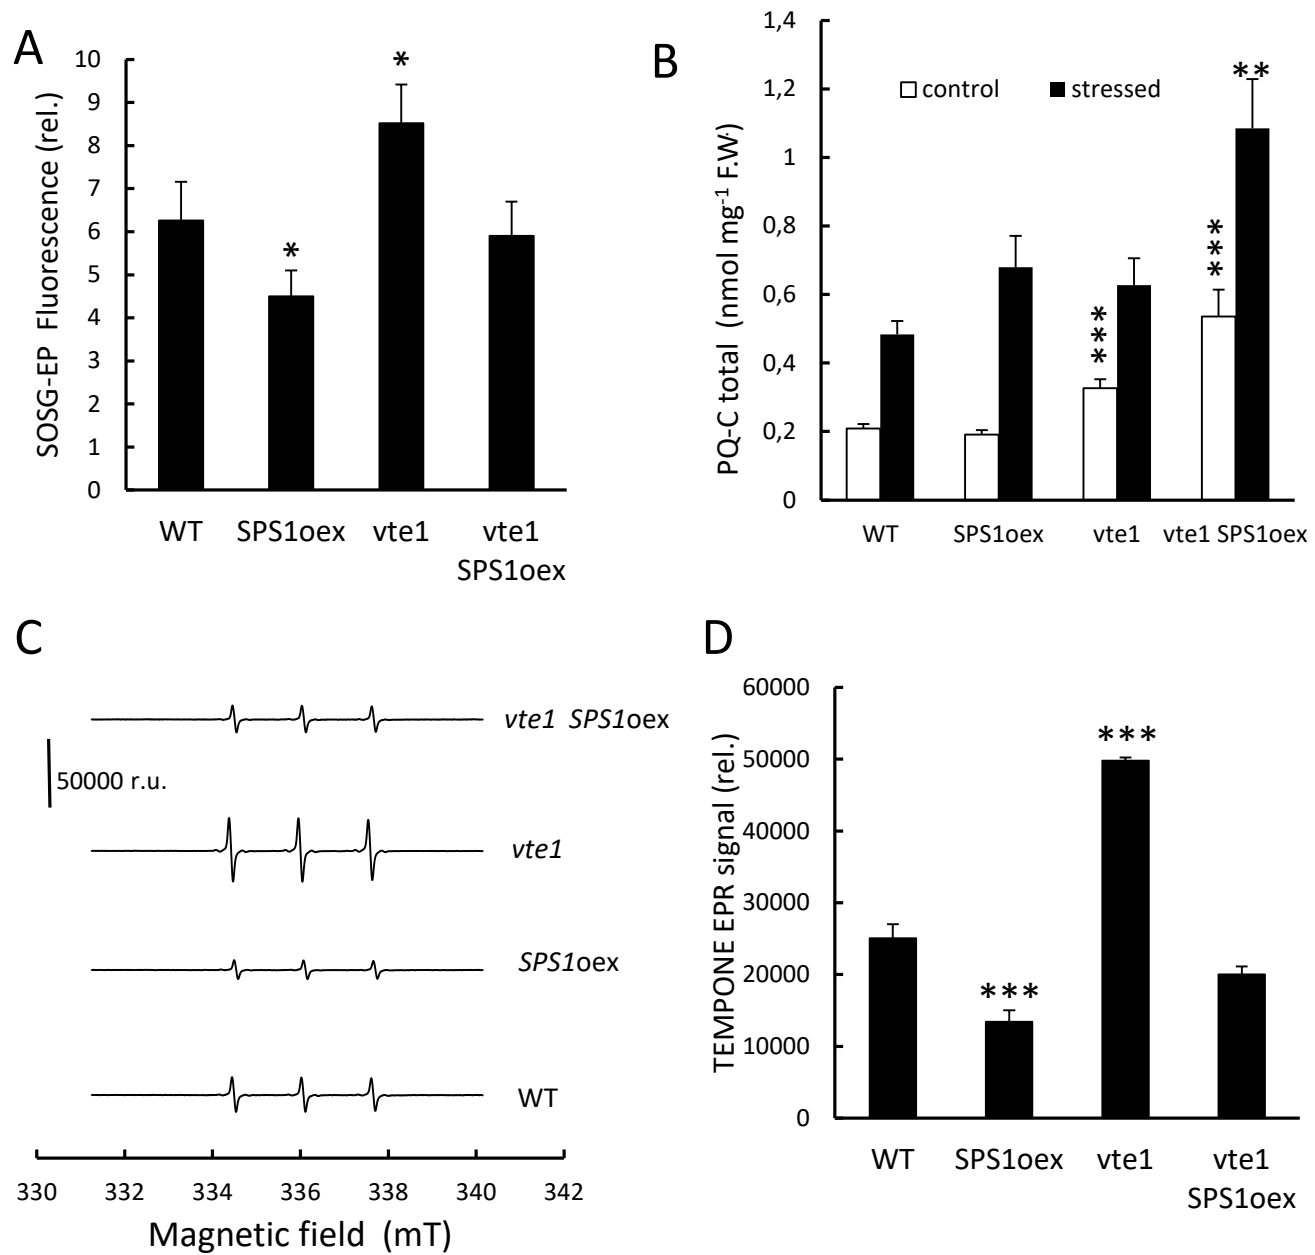 A
SOSG-EP Fluorescence (rel.)
10
9
8
7
6
5
4
3
2
1
0
*
*
WT SPS1oex vte1 vte1
SPS1oex
B
PQ-C total (nmol mg-1 F.W.)
1,4
1,2
1
0,8
0,6
0,4
0,2
0
control stressed
***
***
**
WT SPS1oex vte1 vte1 SPS1oex
C
vte1 SPS1oex
50000 r.u.
vte1
SPS1oex
WT
330 332 334 336 338 340 342
Magnetic field (mT)
D
TEMPONE EPR signal (rel.)
60000
50000
40000
30000
20000
10000
0
***
***
WT SPS1oex vte1 vte1
SPS1oex